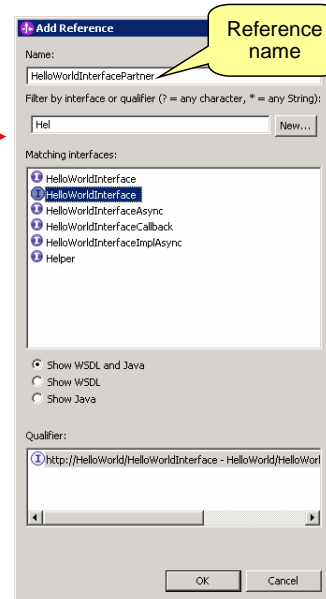 Add Reference
Reference
name
Name:
HelloWorldInterfacePartner
Filter by interface or qualifier (? = any character, * = any String):
Hel
New...
Matching interfaces:
HelloWorldInterface
HelloWorldInterface
HelloWorldInterfaceAsync
HelloWorldInterfaceCallback
HelloWorldInterfaceImplAsync
Helper
Show WSDL and Java
Show WSDL
Show Java
Qualifier:
http://HelloWorld/HelloWorldInterface - HelloWorld/HelloWorl
OK
Cancel